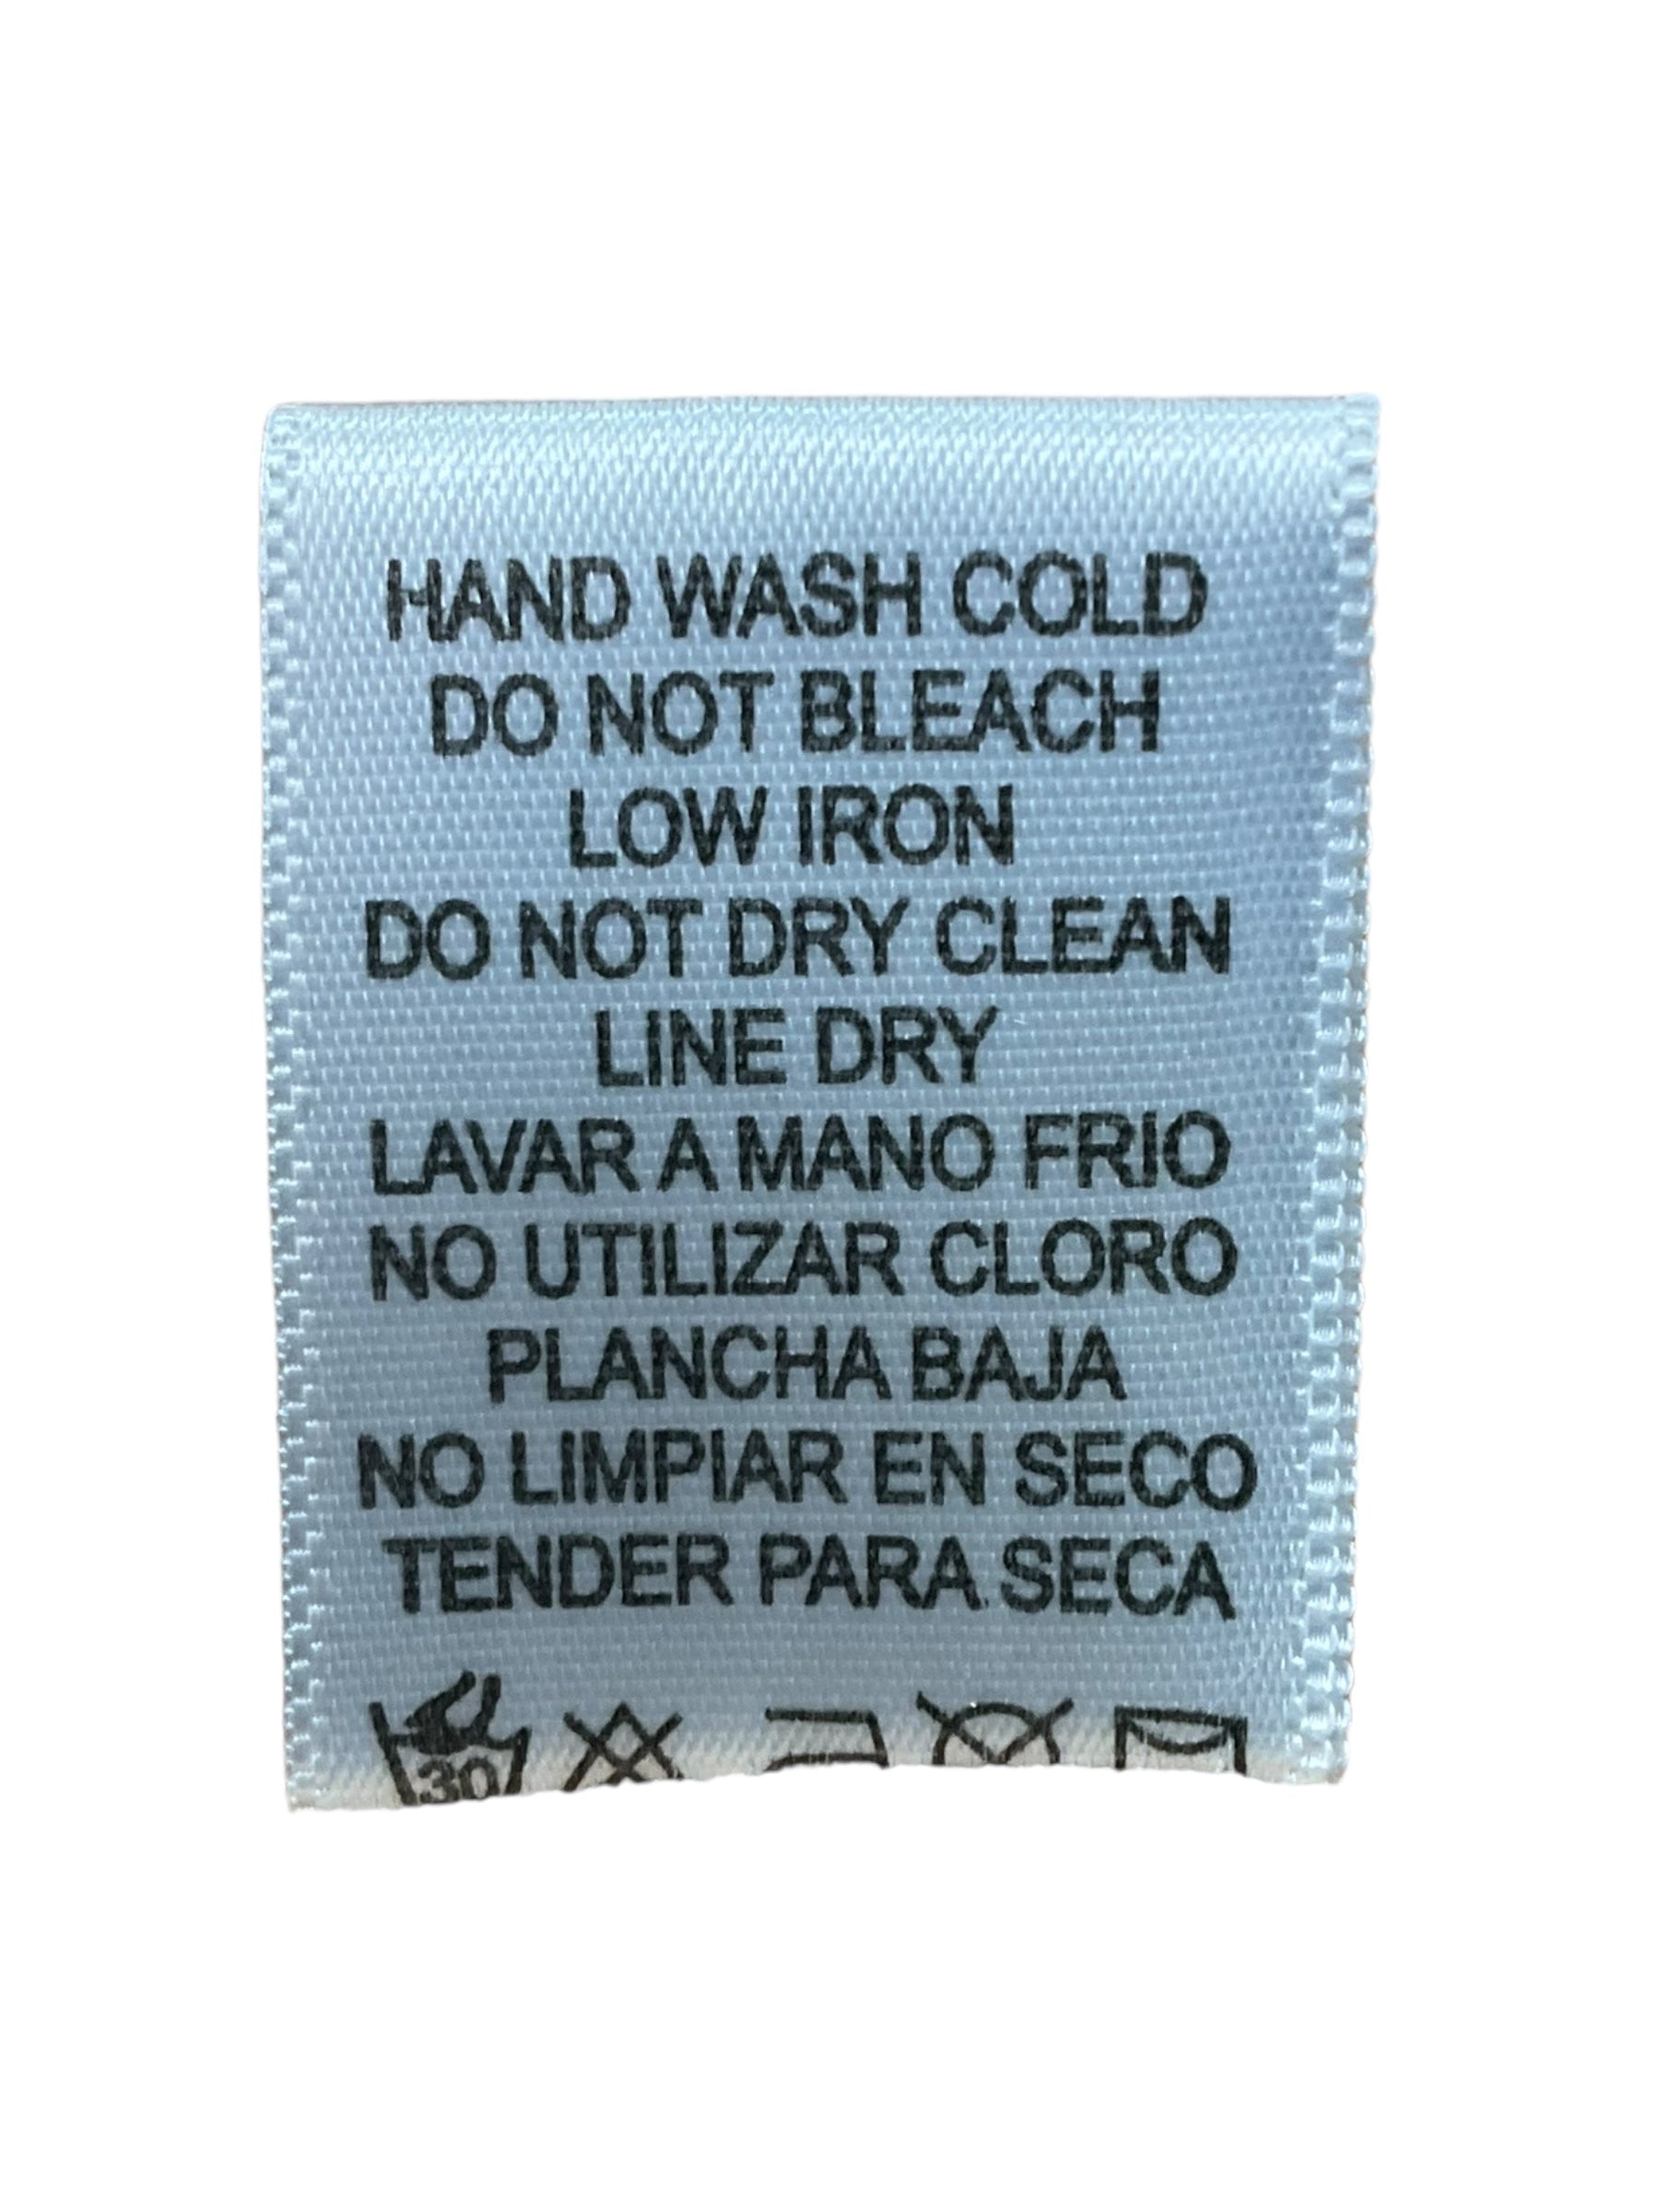 HAND WASH COLD
DO NOT BLEACH
LOW IRON
DO NOT DRY CLEAN
LINE DRY
LAVAR A MANO FRIO
NO UTILIZAR CLORO
PLANCHA BAJA
NO LIMPIAR EN SECO
TENDER PARA SECA
30